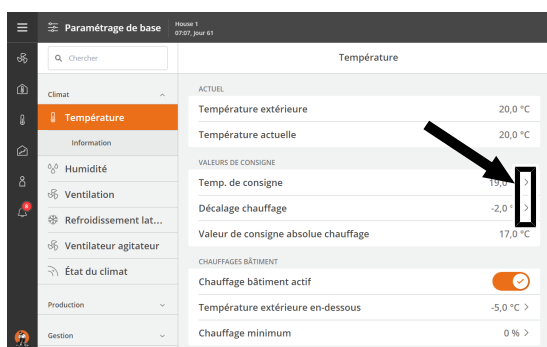 Paramétrage de base
House 1
07:07, Jour 61
Chercher
Température
Climat
Température
Information
Humidité
Ventilation
Refroidissement lat...
Ventilateur agitateur
État du climat
Production
Gestion
8
ACTUEL
Température extérieure 20,0 °C
Température actuelle 20,0 °C
VALEURS DE CONSIGNE
Temp. de consigne 19,0 >
Décalage chauffage -2,0 ° >
Valeur de consigne absolue chauffage 17,0 °C
CHAUFFAGES BÂTIMENT
Chauffage bâtiment actif
Température extérieure en-dessous -5,0 °C >
Chauffage minimum 0 % >